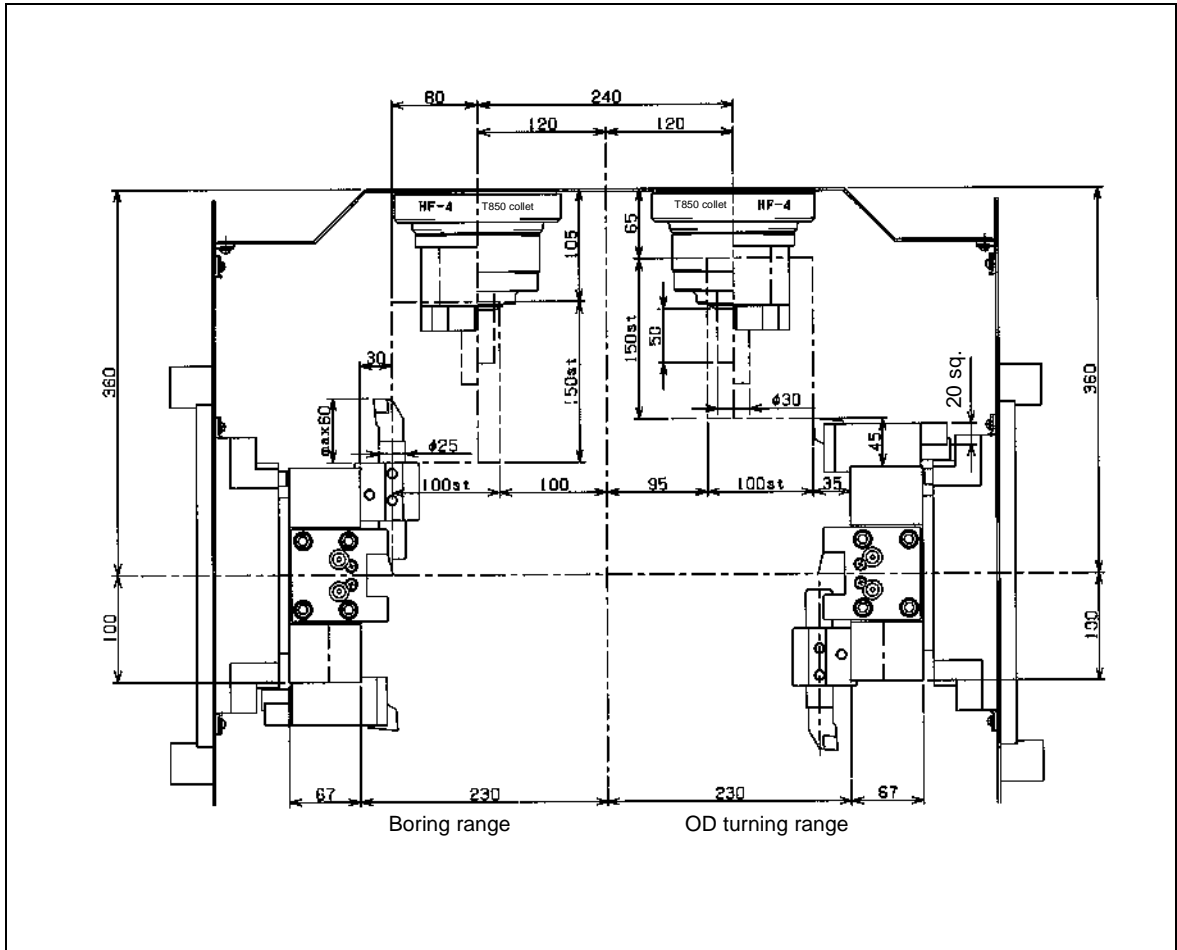 80
240
120
120
HF-4
T850 collet
T850 collet
HF-4
65
105
360
360
150st
150st
50
30
20 sq.
max60
φ30
φ25
45
100st
100
95
100st
35
100
100
67
230
230
67
Boring range
OD turning range